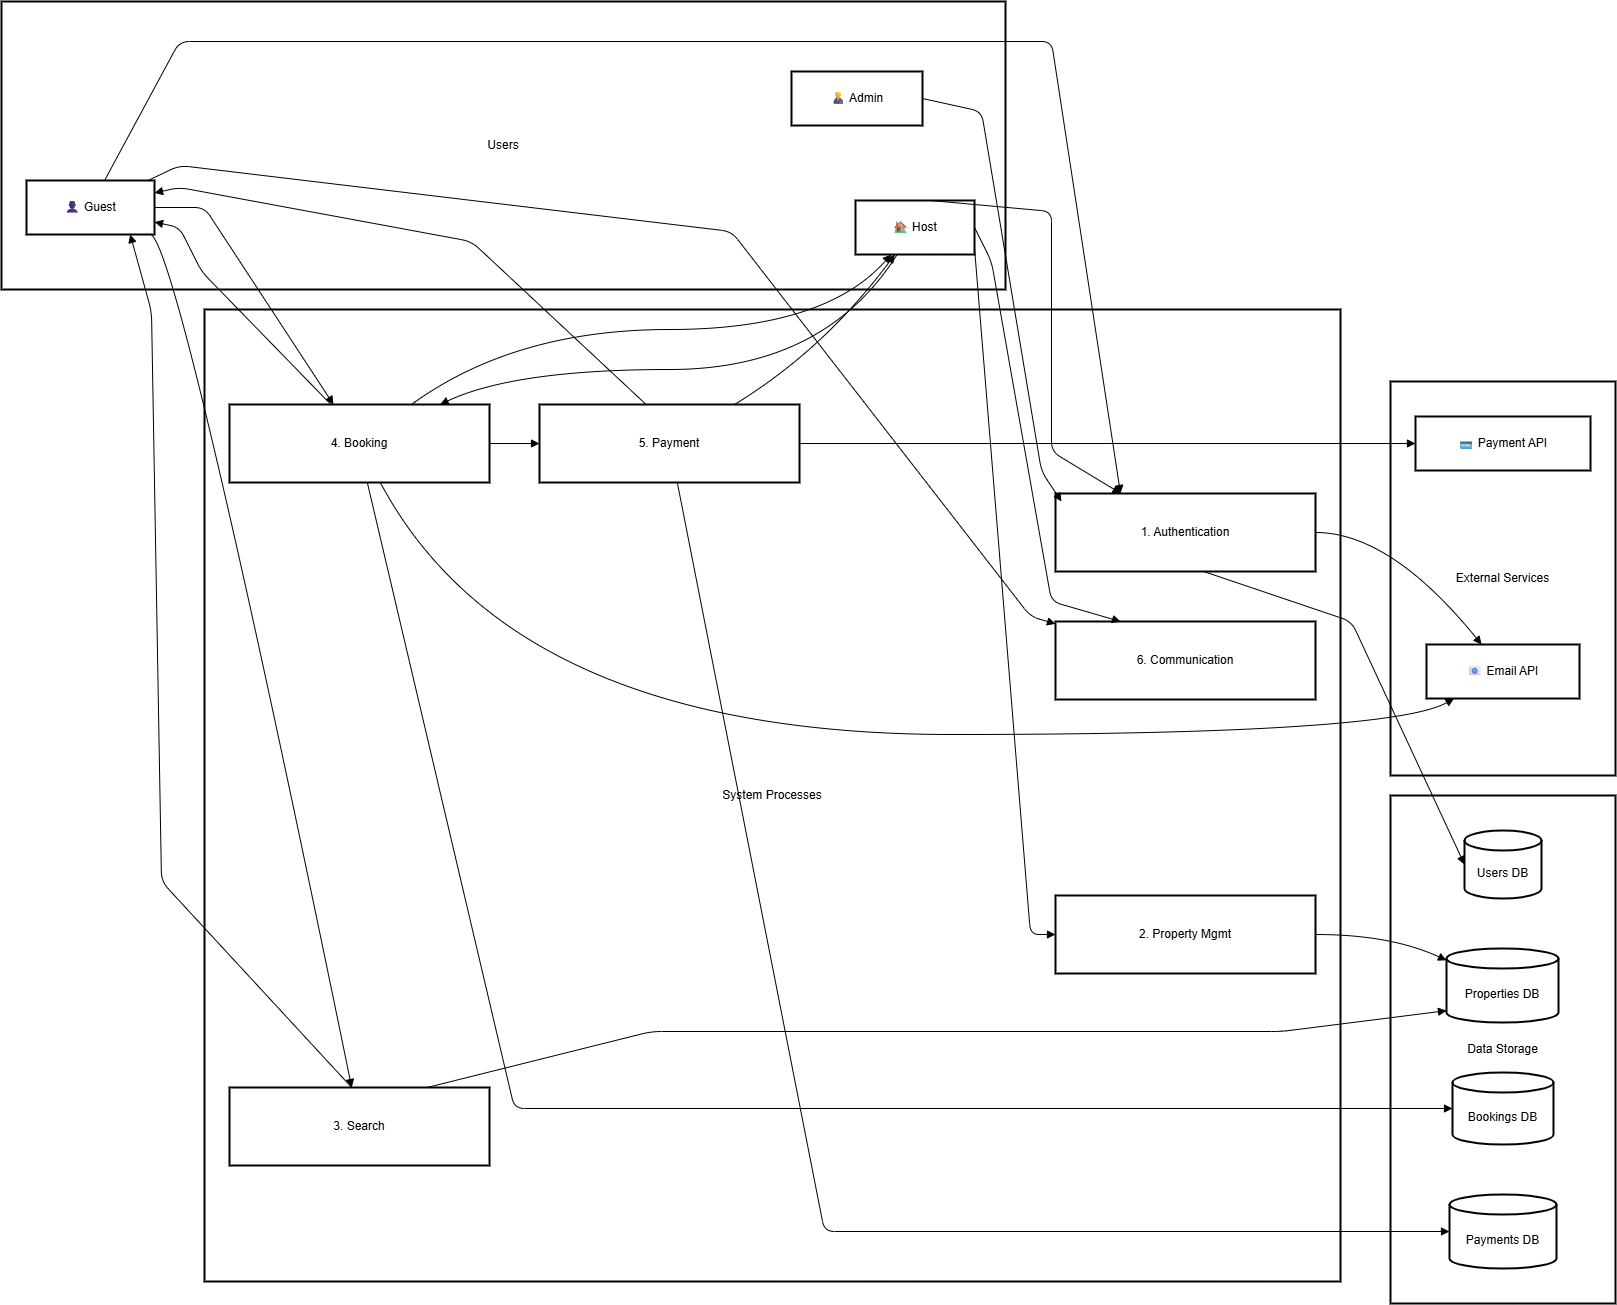 Admin
Users
Guest
Host
4. Booking
5. Payment
Payment API
1. Authentication
External Services
6. Communication
Email API
System Processes
Users DB
2. Property Mgmt
Properties DB
Data Storage
Bookings DB
3. Search
Payments DB